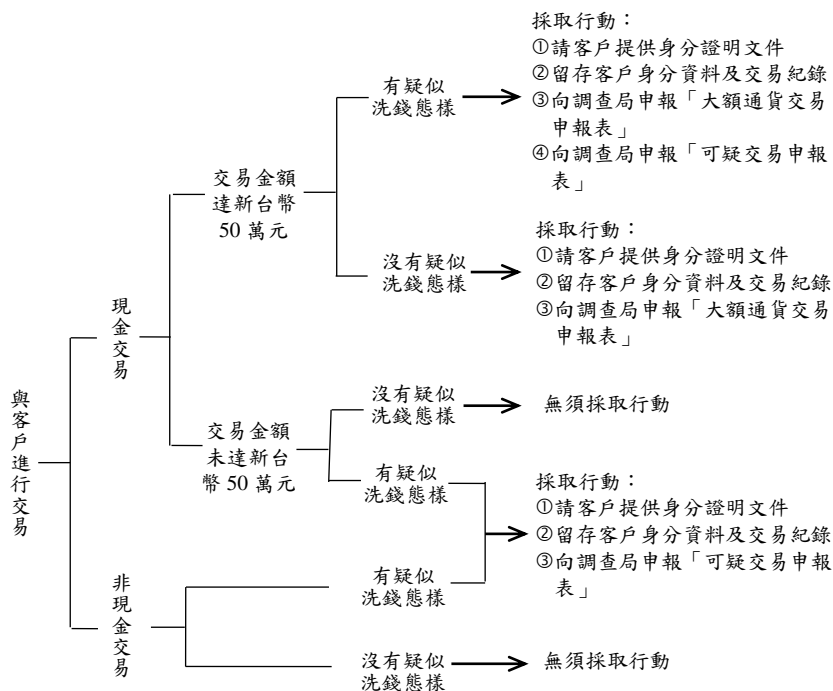 與客戶進行交易
現金交易
交易金額
達新台幣
50 萬元
有疑似
洗錢態樣
採取行動：
①請客戶提供身分證明文件
②留存客戶身分資料及交易紀錄
③向調查局申報「大額通貨交易
申報表」
④向調查局申報「可疑交易申報
表」
沒有疑似
洗錢態樣
採取行動：
①請客戶提供身分證明文件
②留存客戶身分資料及交易紀錄
③向調查局申報「大額通貨交易
申報表」
交易金額
未達新台
幣 50 萬元
沒有疑似
洗錢態樣
無須採取行動
有疑似
洗錢態樣
採取行動：
①請客戶提供身分證明文件
②留存客戶身分資料及交易紀錄
③向調查局申報「可疑交易申報
表」
非現金交易
有疑似
洗錢態樣
沒有疑似
洗錢態樣
無須採取行動